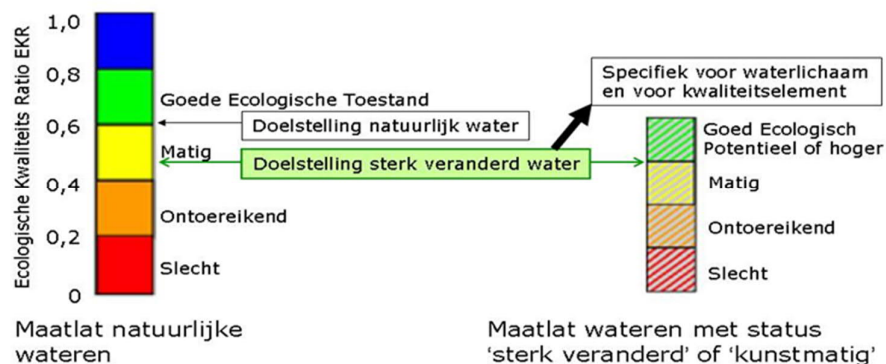 Ecologische Kwaliteits Ratio EKR
1,0
0,8
0,6
0,4
0,2
0
Goede Ecologische Toestand
Doelstelling natuurlijk water
Matig
Doelstelling sterk veranderd water
Ontoereikend
Slecht
Maatlat natuurlijke
wateren
Specifiek voor waterlichaam
en voor kwaliteitselement
Goed Ecologisch
Potentieel of hoger
Matig
Ontoereikend
Slecht
Maatlat wateren met status
‘sterk veranderd’ of ‘kunstmatig’